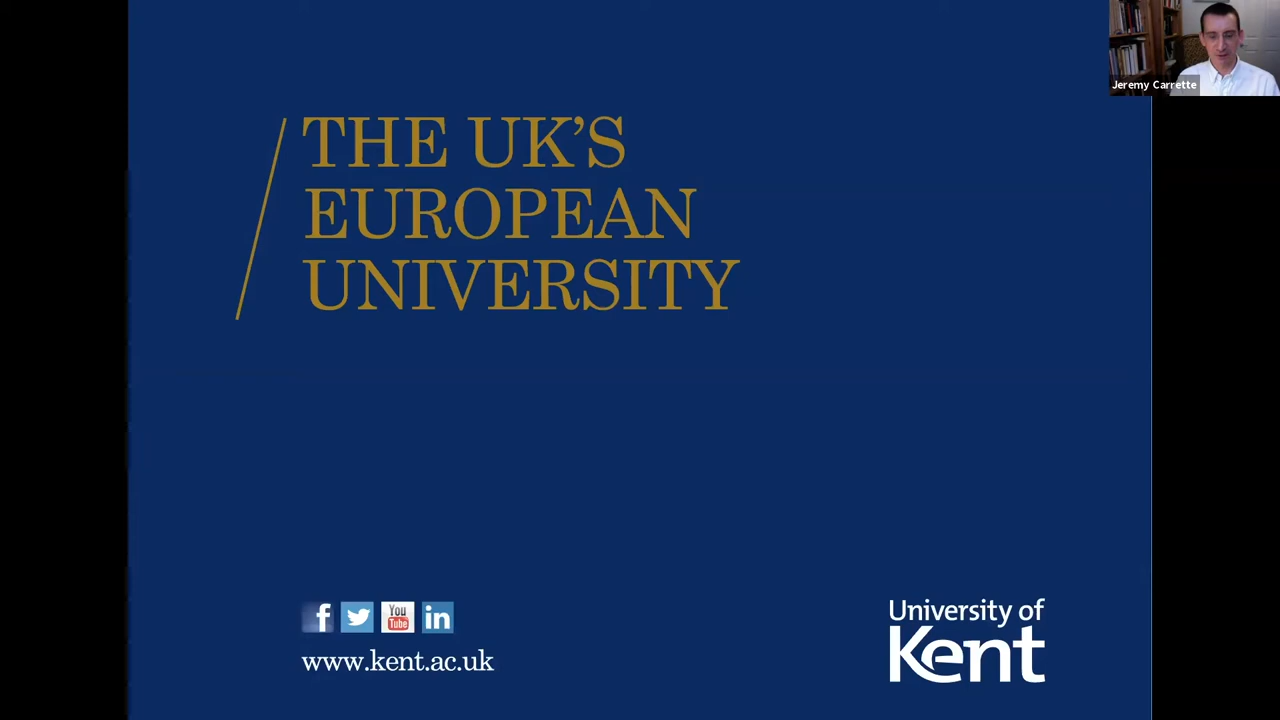 Jeremy Carrette
THE UK’S
EUROPEAN
UNIVERSITY
f
You
Tube
in
www.kent.ac.uk
University of
Kent